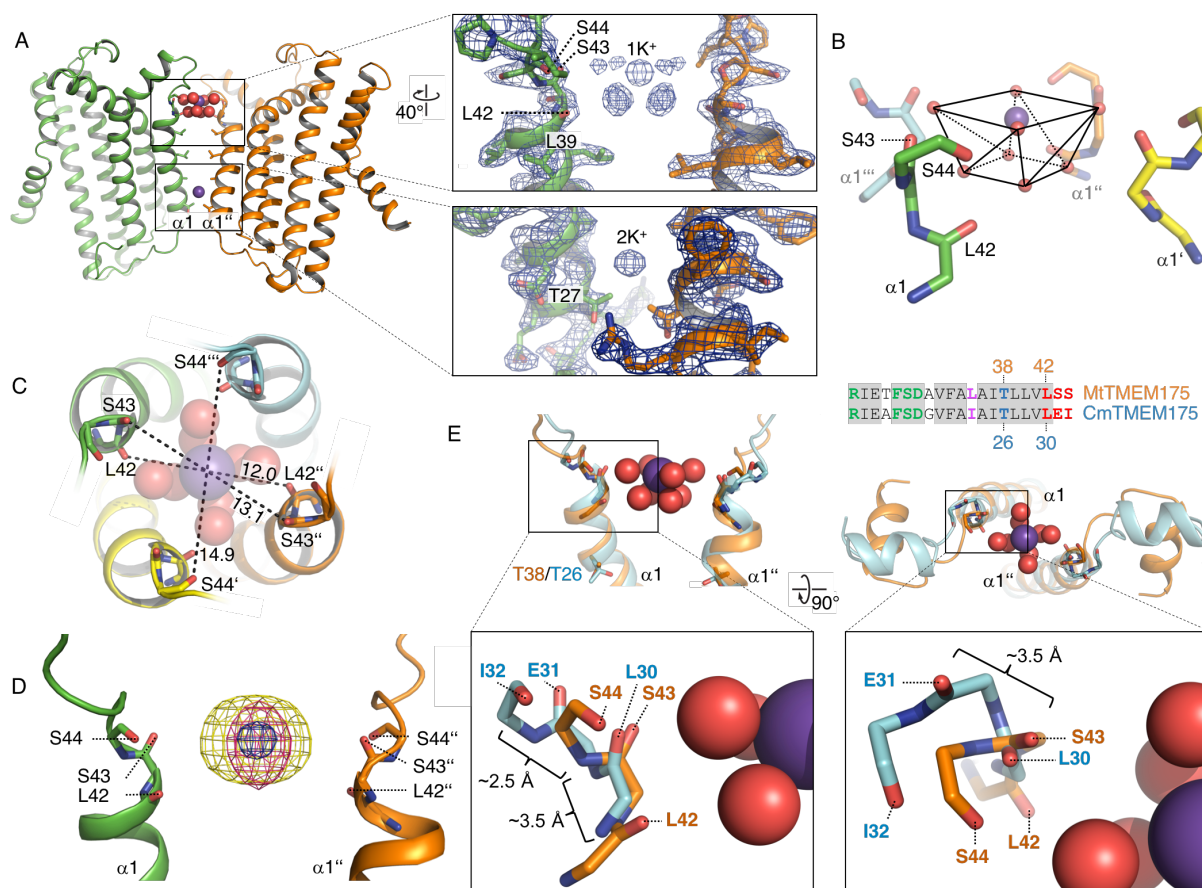 A
α1 α1“
40°
S44
S43
1K⁺
L42
L39
2K⁺
T27
B
S43
S44
α1‘“
α1“
L42
α1
α1‘
C
S44‘“
S43
L42
12.0
L42“
13.1
S43“
14.9
S44‘
D
S44
S43
L42
α1
S44“
S43“
L42“
α1“
38 42
RIETFSDAVFALAITLLVLSS MtTMEM175
RIEAFSDGVFAIAITLLVLEI CmTMEM175
26 30
E
T38/T26
α1
α1“
90°
α1
α1“
I32
E31
L30
S44
S43
~2.5 Å
~3.5 Å
L42
~3.5 Å
E31
S43
L30
I32
S44
L42